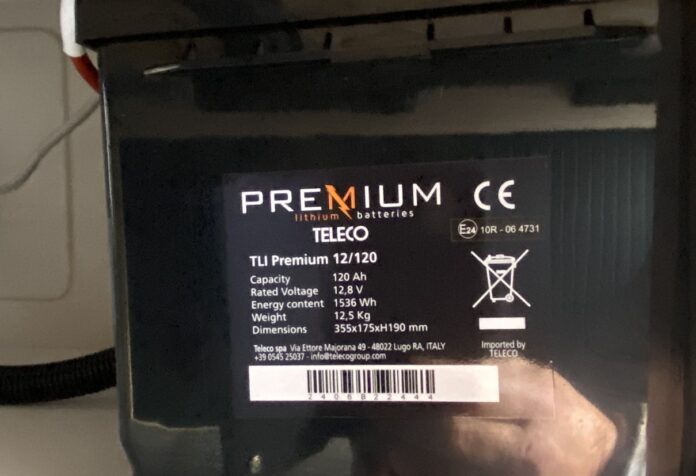 PREMIUM
lithium batteries
TELECO
CE
E24 10R - 06 4731
TLI Premium 12/120
Capacity 120 Ah
Rated Voltage 12,8 V
Energy content 1536 Wh
Weight 12,5 Kg
Dimensions 355x175xH190 mm
Imported by
TELECO
Teleco spa Via Ettore Majorana 49 - 48022 Lugo RA, ITALY
+39 0545 25037 - info@telecogroup.com
2406B22444